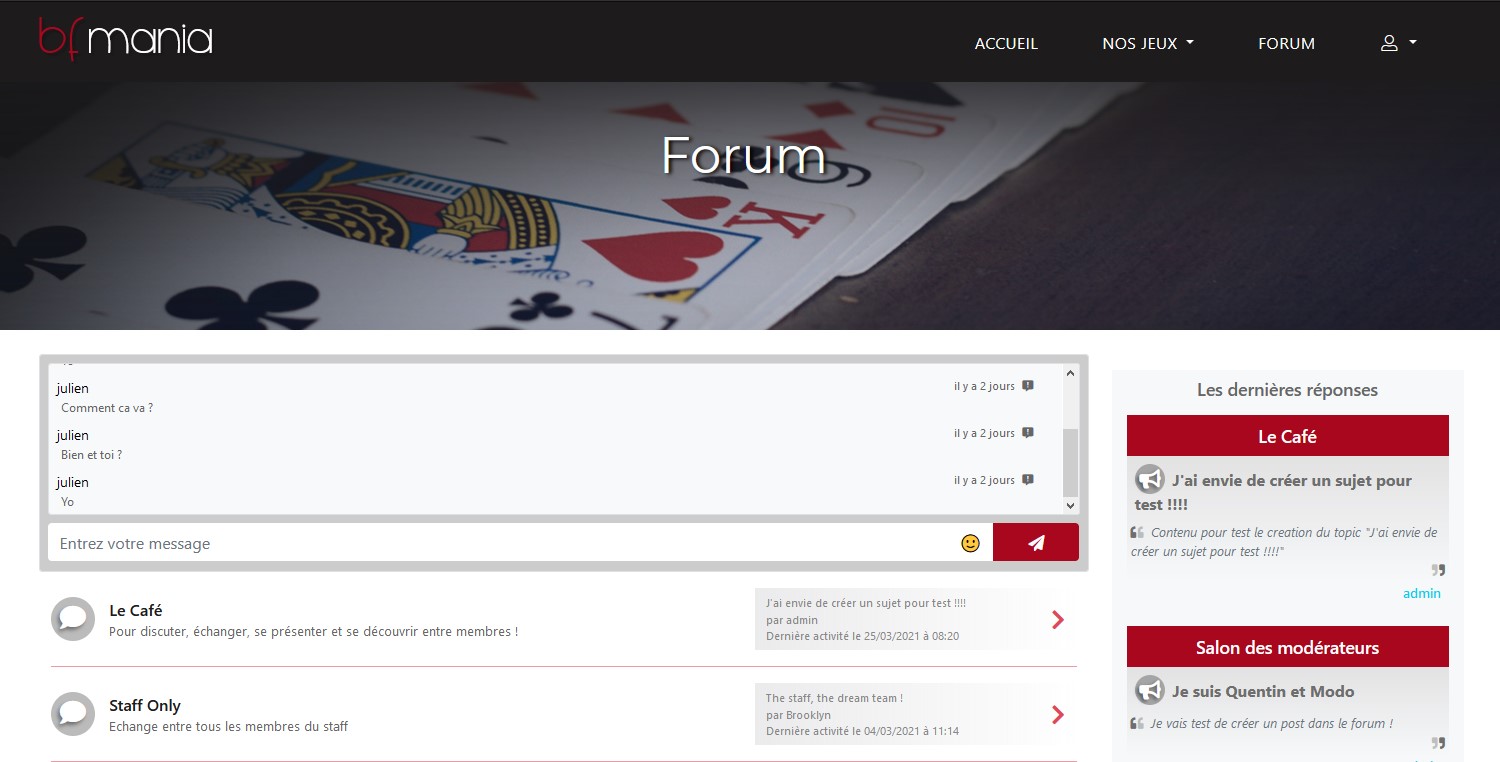 bf mania
ACCUEIL
NOS JEUX
FORUM
Forum
julien
il y a 2 jours
Comment ca va ?
julien
il y a 2 jours
Bien et toi ?
julien
il y a 2 jours
Yo
Entrez votre message
Le Café
Pour discuter, échanger, se présenter et se découvrir entre membres !
J'ai envie de créer un sujet pour test !!!!
par admin
Dernière activité le 25/03/2021 à 08:20
Staff Only
Echange entre tous les membres du staff
The staff, the dream team !
par Brooklyn
Dernière activité le 04/03/2021 à 11:14
Les dernières réponses
Le Café
J'ai envie de créer un sujet pour
test !!!!
Contenu pour test le creation du topic "J'ai envie de
créer un sujet pour test !!!!"
admin
Salon des modérateurs
Je suis Quentin et Modo
Je vais test de créer un post dans le forum !